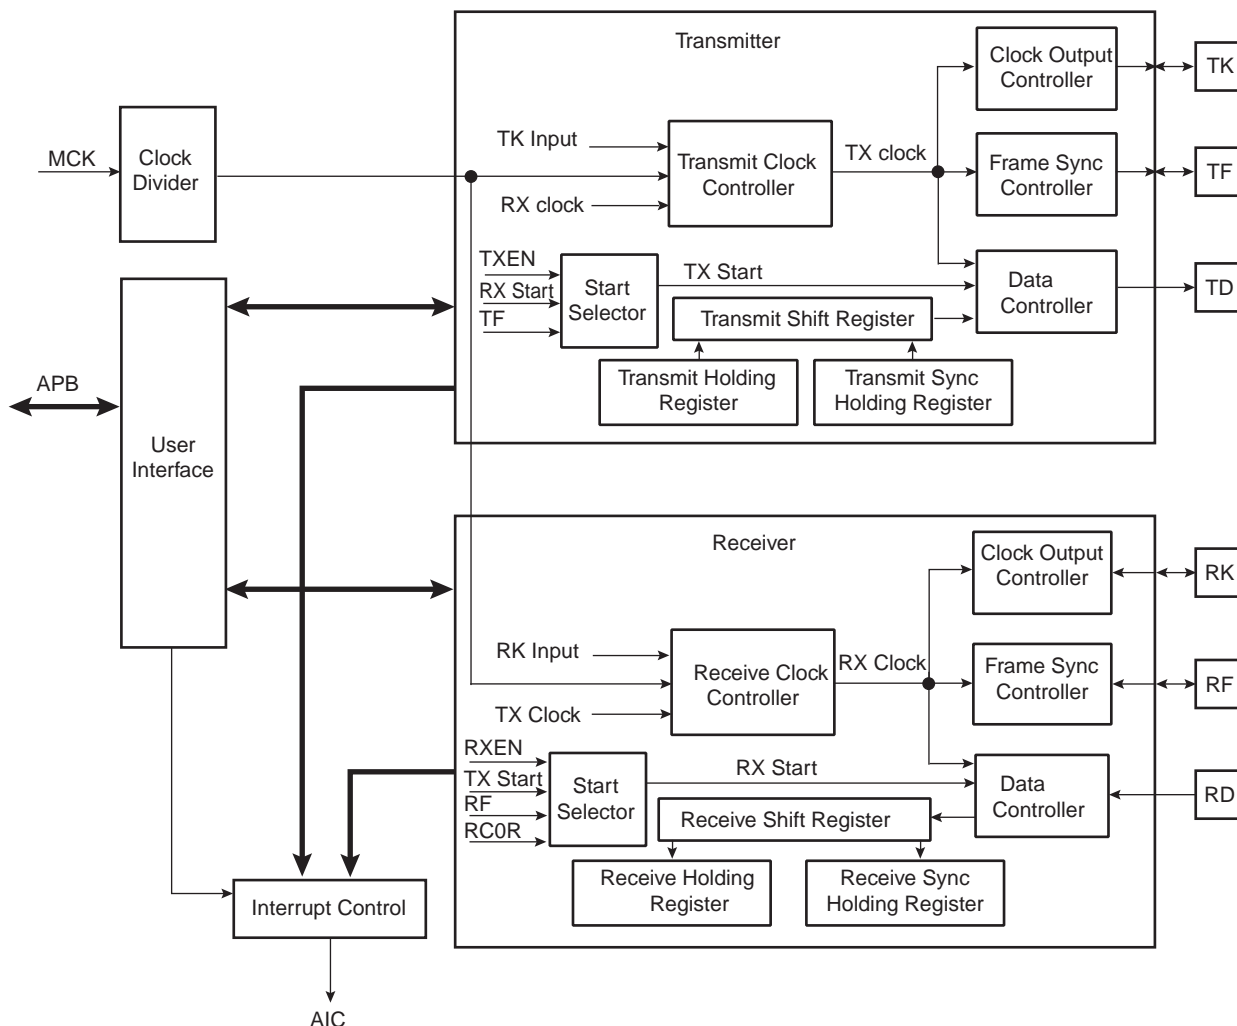 Transmitter
Clock Output
Controller
TK
MCK
Clock
Divider
TK Input
Transmit Clock
Controller
RX clock
TX clock
Frame Sync
Controller
TF
TXEN
RX Start
TF
Start
Selector
TX Start
Transmit Shift Register
Data
Controller
TD
Transmit Holding
Register
Transmit Sync
Holding Register
APB
User
Interface
Receiver
Clock Output
Controller
RK
RK Input
Receive Clock
Controller
TX Clock
RX Clock
Frame Sync
Controller
RF
RXEN
TX Start
RF
RC0R
Start
Selector
RX Start
Receive Shift Register
Data
Controller
RD
Receive Holding
Register
Receive Sync
Holding Register
Interrupt Control
AIC